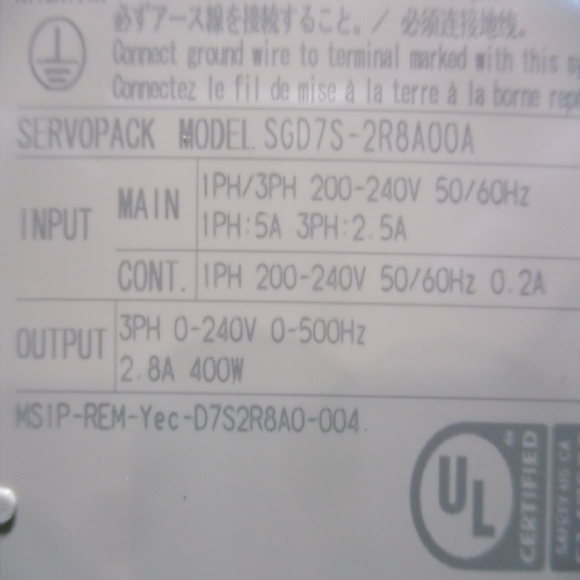 必ずアース線を接続すること。/ 必须连接地线。
Connect ground wire to terminal marked with this
Connectez le fil de mise à la terre à la borne
SERVOPACK MODEL SGD7S-2R8A00A
INPUT
MAIN
1PH/3PH 200-240V 50/60Hz
1PH:5A 3PH:2.5A
CONT.
1PH 200-240V 50/60Hz 0.2A
OUTPUT
3PH 0-240V 0-500Hz
2.8A 400W
MSIP-REM-Yec-D7S2R8A0-004
UL
CERTIFIED
SAFETY US CA